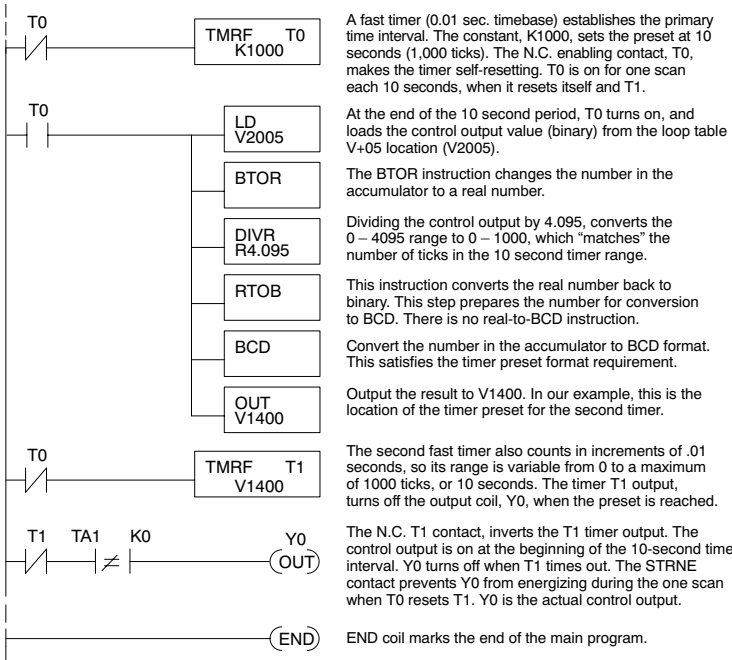 T0
TMRF T0
K1000
A fast timer (0.01 sec. timebase) establishes the primary
time interval. The constant, K1000, sets the preset at 10
seconds (1,000 ticks). The N.C. enabling contact, T0,
makes the timer self-resetting. T0 is on for one scan
each 10 seconds, when it resets itself and T1.
T0
LD
V2005
At the end of the 10 second period, T0 turns on, and
loads the control output value (binary) from the loop table
V+05 location (V2005).
BTOR
The BTOR instruction changes the number in the
accumulator to a real number.
DIVR
R4.095
Dividing the control output by 4.095, converts the
0 – 4095 range to 0 – 1000, which “matches” the
number of ticks in the 10 second timer range.
RTOB
This instruction converts the real number back to
binary. This step prepares the number for conversion
to BCD. There is no real-to-BCD instruction.
BCD
Convert the number in the accumulator to BCD format.
This satisfies the timer preset format requirement.
OUT
V1400
Output the result to V1400. In our example, this is the
location of the timer preset for the second timer.
T0
TMRF T1
V1400
The second fast timer also counts in increments of .01
seconds, so its range is variable from 0 to a maximum
of 1000 ticks, or 10 seconds. The timer T1 output,
turns off the output coil, Y0, when the preset is reached.
T1 TA1 K0 Y0
≠ OUT
The N.C. T1 contact, inverts the T1 timer output. The
control output is on at the beginning of the 10-second time
interval. Y0 turns off when T1 times out. The STRNE
contact prevents Y0 from energizing during the one scan
when T0 resets T1. Y0 is the actual control output.
END
END coil marks the end of the main program.